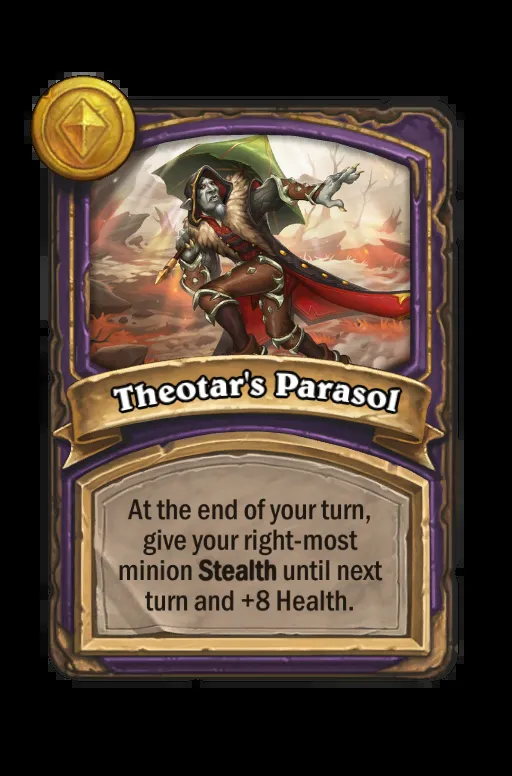 Theotar's Parasol
At the end of your turn,
give your right-most
minion Stealth until next
turn and +8 Health.